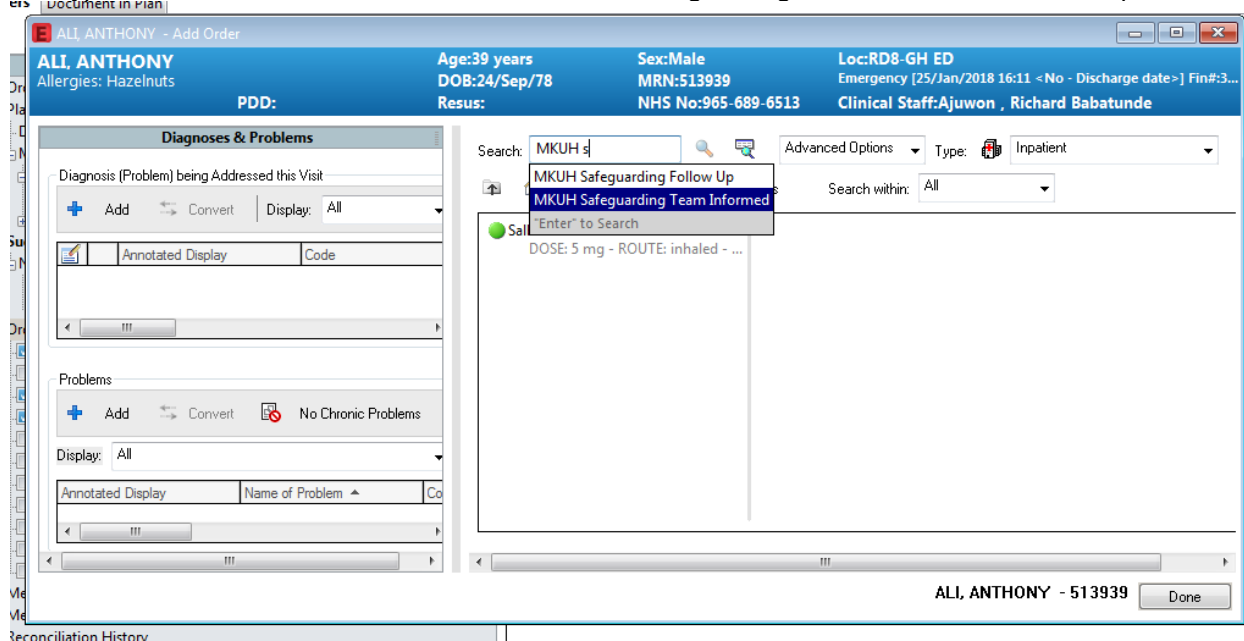 Document in Plan
ALI, ANTHONY - Add Order
ALI, ANTHONY
Age:39 years
Sex:Male
Loc:RD8-GH ED
Allergies: Hazelnuts
DOB:24/Sep/78
MRN:513939
Emergency [25/Jan/2018 16:11 <No - Discharge date>] Fin#:3...
PDD:
Resus:
NHS No:965-689-6513
Clinical Staff:Ajuwon , Richard Babatunde
Diagnoses & Problems
Diagnosis (Problem) being Addressed this Visit
Add
Convert
Display:
All
Annotated Display
Code
Problems
Add
Convert
No Chronic Problems
Display:
All
Annotated Display
Name of Problem
Co
Search:
MKUH s
Advanced Options
Type:
Inpatient
MKUH Safeguarding Follow Up
MKUH Safeguarding Team Informed
"Enter" to Search
Search within:
All
Sal
DOSE: 5 mg - ROUTE: inhaled - ...
ALI, ANTHONY - 513939
Done
Reconciliation History